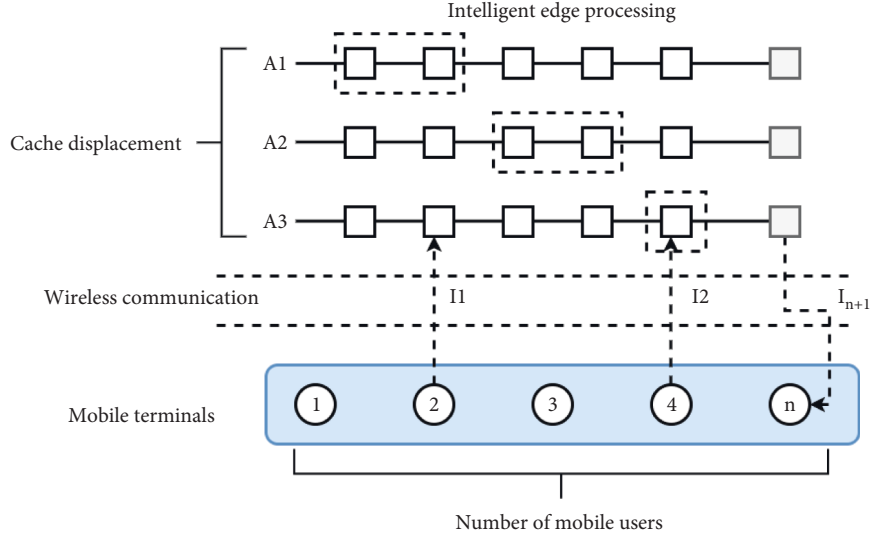 Intelligent edge processing
A1
Cache displacement
A2
A3
Wireless communication
I1
I2
Iₙ₊₁
Mobile terminals
1
2
3
4
n
Number of mobile users